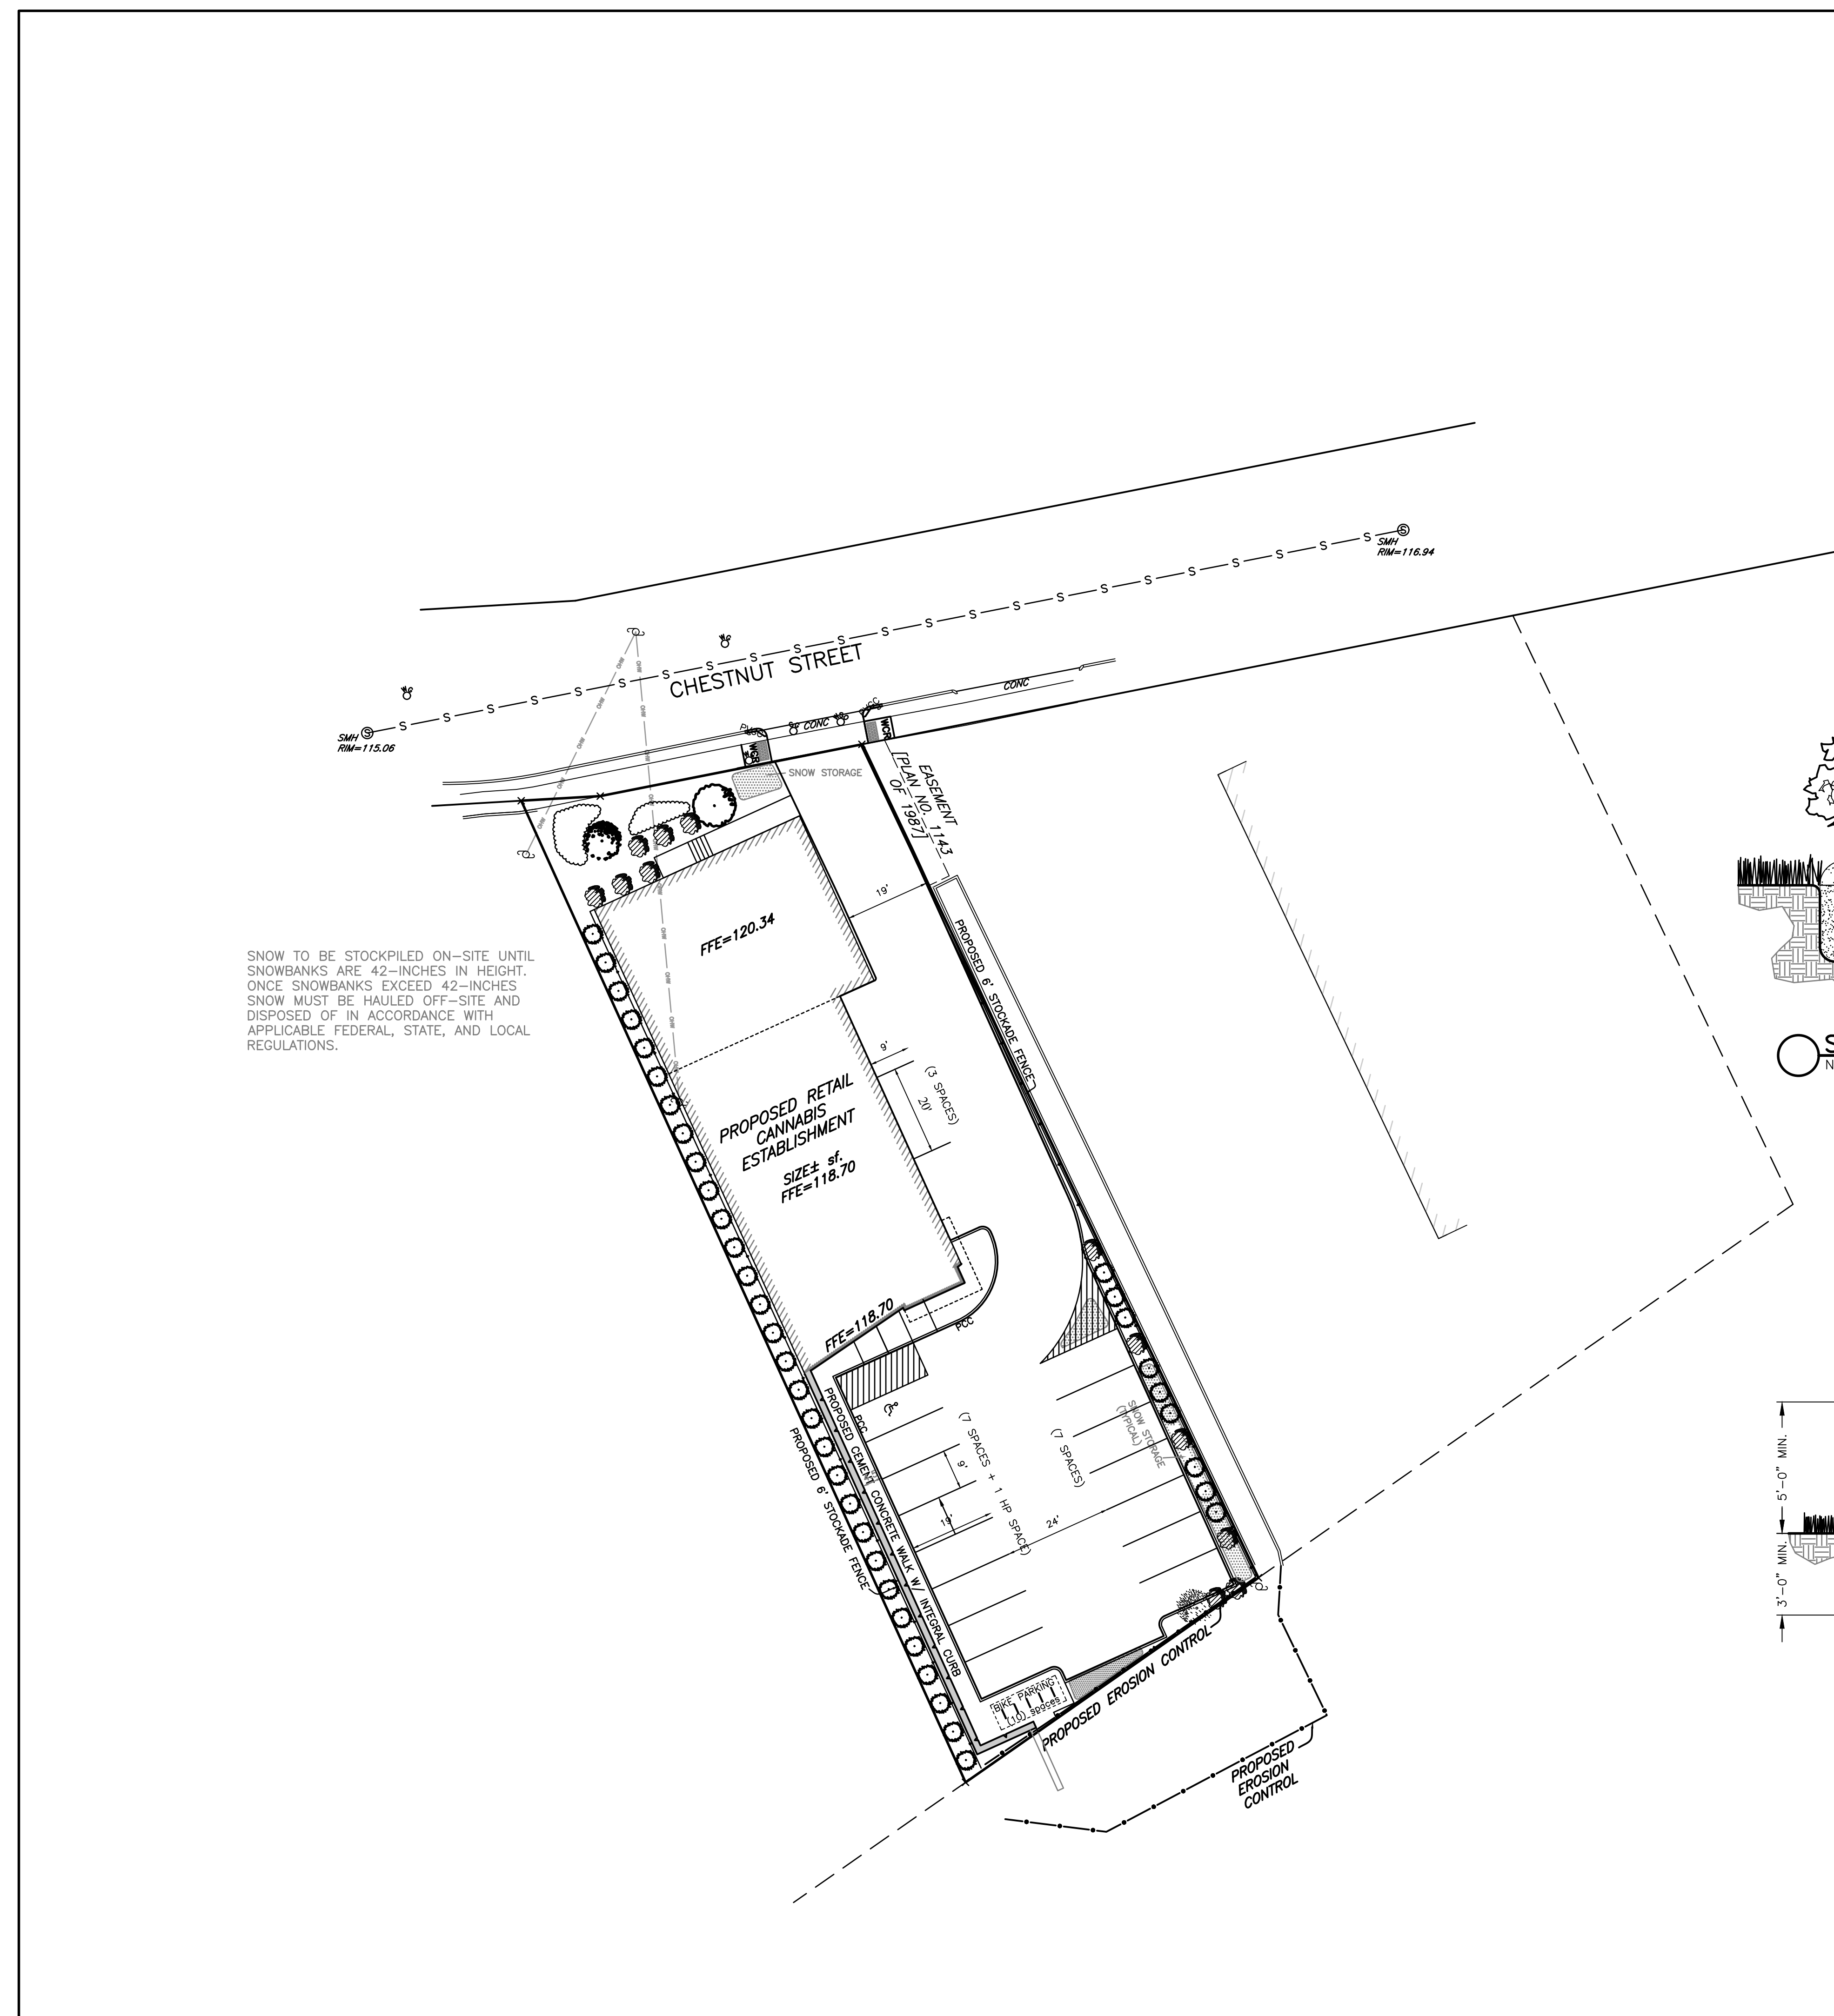 SMH
RIM=116.94
CHESTNUT STREET
SMH
RIM=115.06
CONC
CONC
WCR
WCR
SNOW STORAGE
EASEMENT
[PLAN NO. 1143
OF 1987]
19'
FFE=120.34
PROPOSED 6' STOCKADE FENCE
SNOW TO BE STOCKPILED ON-SITE UNTIL
SNOWBANKS ARE 42-INCHES IN HEIGHT.
ONCE SNOWBANKS EXCEED 42-INCHES
SNOW MUST BE HAULED OFF-SITE AND
DISPOSED OF IN ACCORDANCE WITH
APPLICABLE FEDERAL, STATE, AND LOCAL
REGULATIONS.
9'
(3 SPACES)
20'
PROPOSED RETAIL
CANNABIS
ESTABLISHMENT
SIZE± sf.
FFE=118.70
FFE=118.70
PCC
PCC
PROPOSED CEMENT CONCRETE WALK W/ INTEGRAL CURB
PROPOSED 6' STOCKADE FENCE
(7 SPACES + 1 HP SPACE)
(7 SPACES)
SNOW STORAGE
(TYPICAL)
9'
19'
24'
BIKE PARKING
(10) spaces
PROPOSED EROSION CONTROL
PROPOSED
EROSION
CONTROL
5'-0" MIN.
3'-0" MIN.